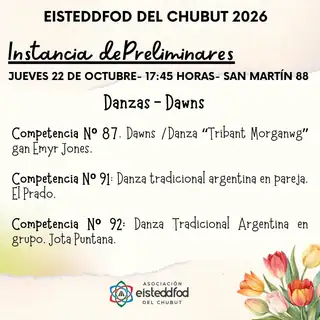 EISTEDDFOD DEL CHUBUT 2026
Instancia dePreliminares
JUEVES 22 DE OCTUBRE- 17:45 HORAS- SAN MARTÍN 88
Danzas - Dawns
Competencia Nº 87. Dawns /Danza “Tribant Morganwg”
gan Emyr Jones.
Competencia Nº 91: Danza tradicional argentina en pareja.
El Prado.
Competencia Nº 92: Danza Tradicional Argentina en
grupo. Jota Puntana.
ASOCIACIÓN
eisteddfod
DEL CHUBUT